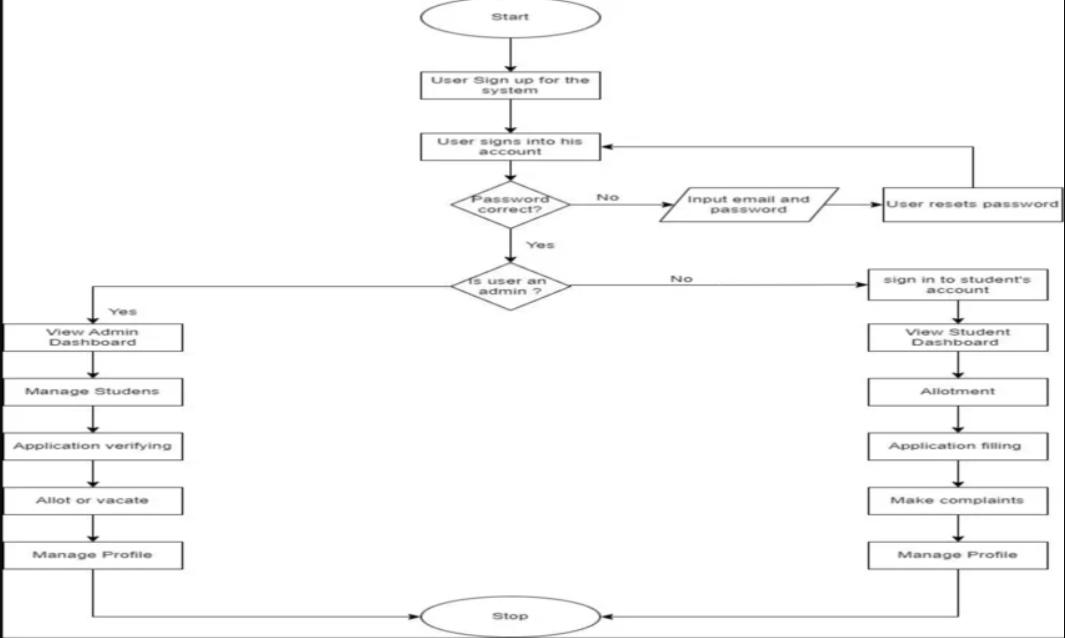 Start
User Sign up for the
system
User signs into his
account
Password
correct?
No
Input email and
password
User resets password
Yes
Is user an
admin ?
No
sign in to student's
account
Yes
View Admin
Dashboard
View Student
Dashboard
Manage Studens
Allotment
Application verifying
Application filling
Allot or vacate
Make complaints
Manage Profile
Manage Profile
Stop